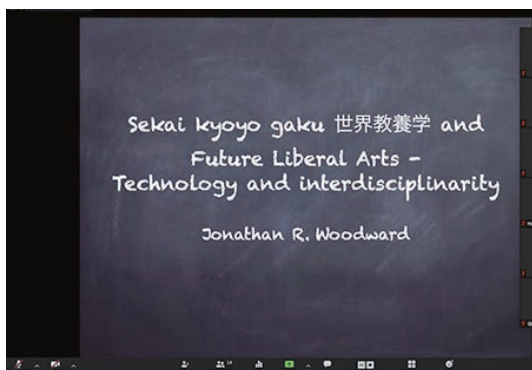 Sekai kyoyo gaku 世界教養学 and
Future Liberal Arts –
Technology and interdisciplinarity
Jonathan R. Woodward